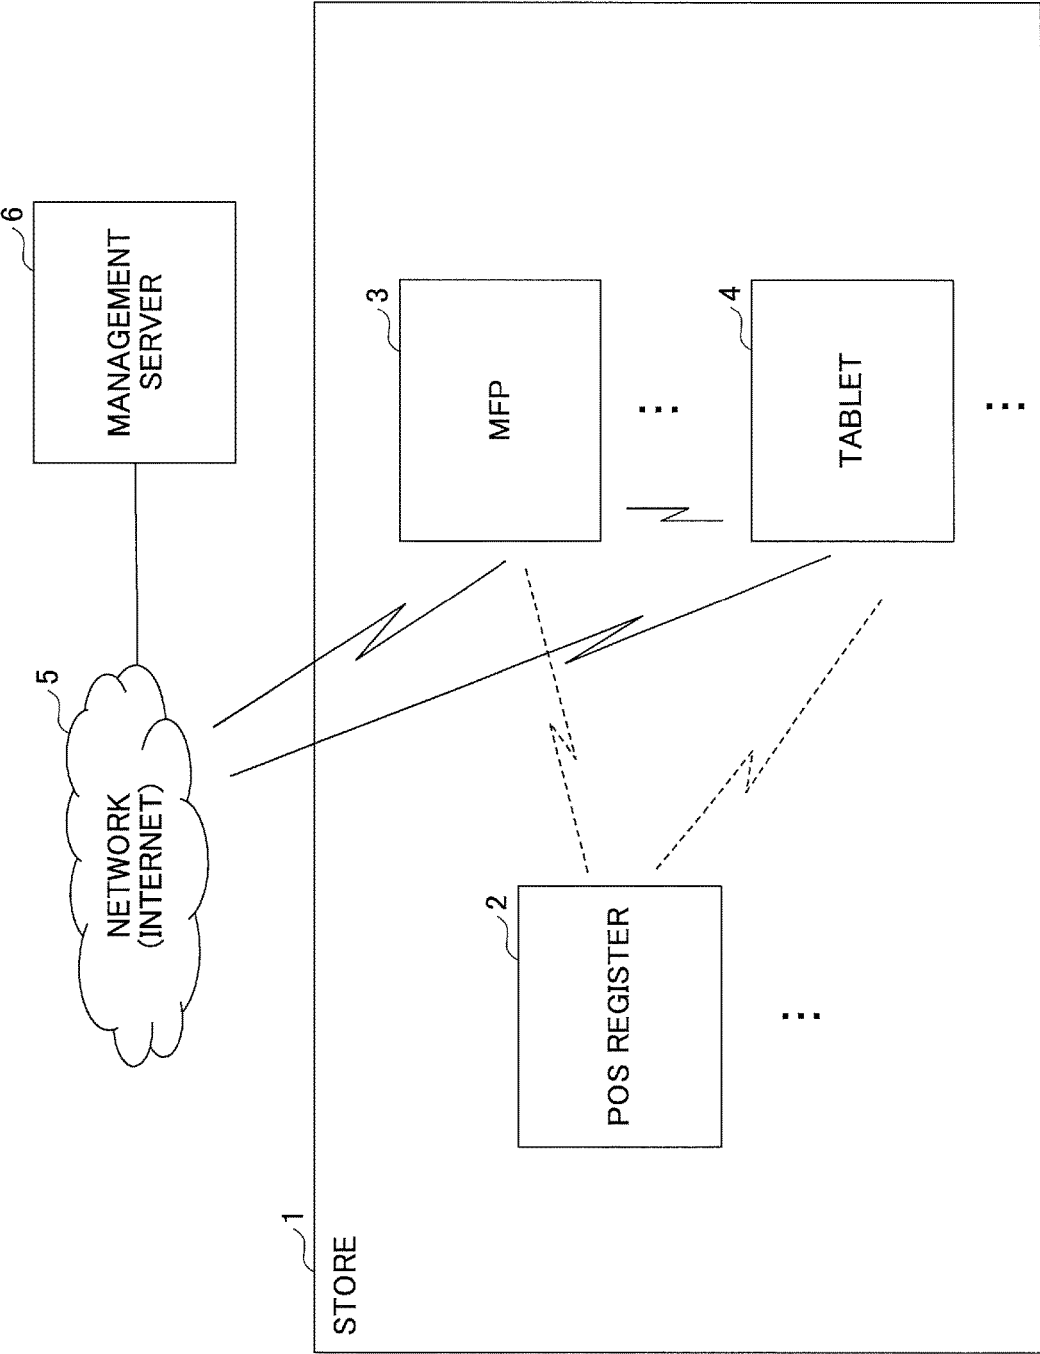 6
MANAGEMENT
SERVER
5
NETWORK
(INTERNET)
1
STORE
3
MFP
2
POS REGISTER
4
TABLET